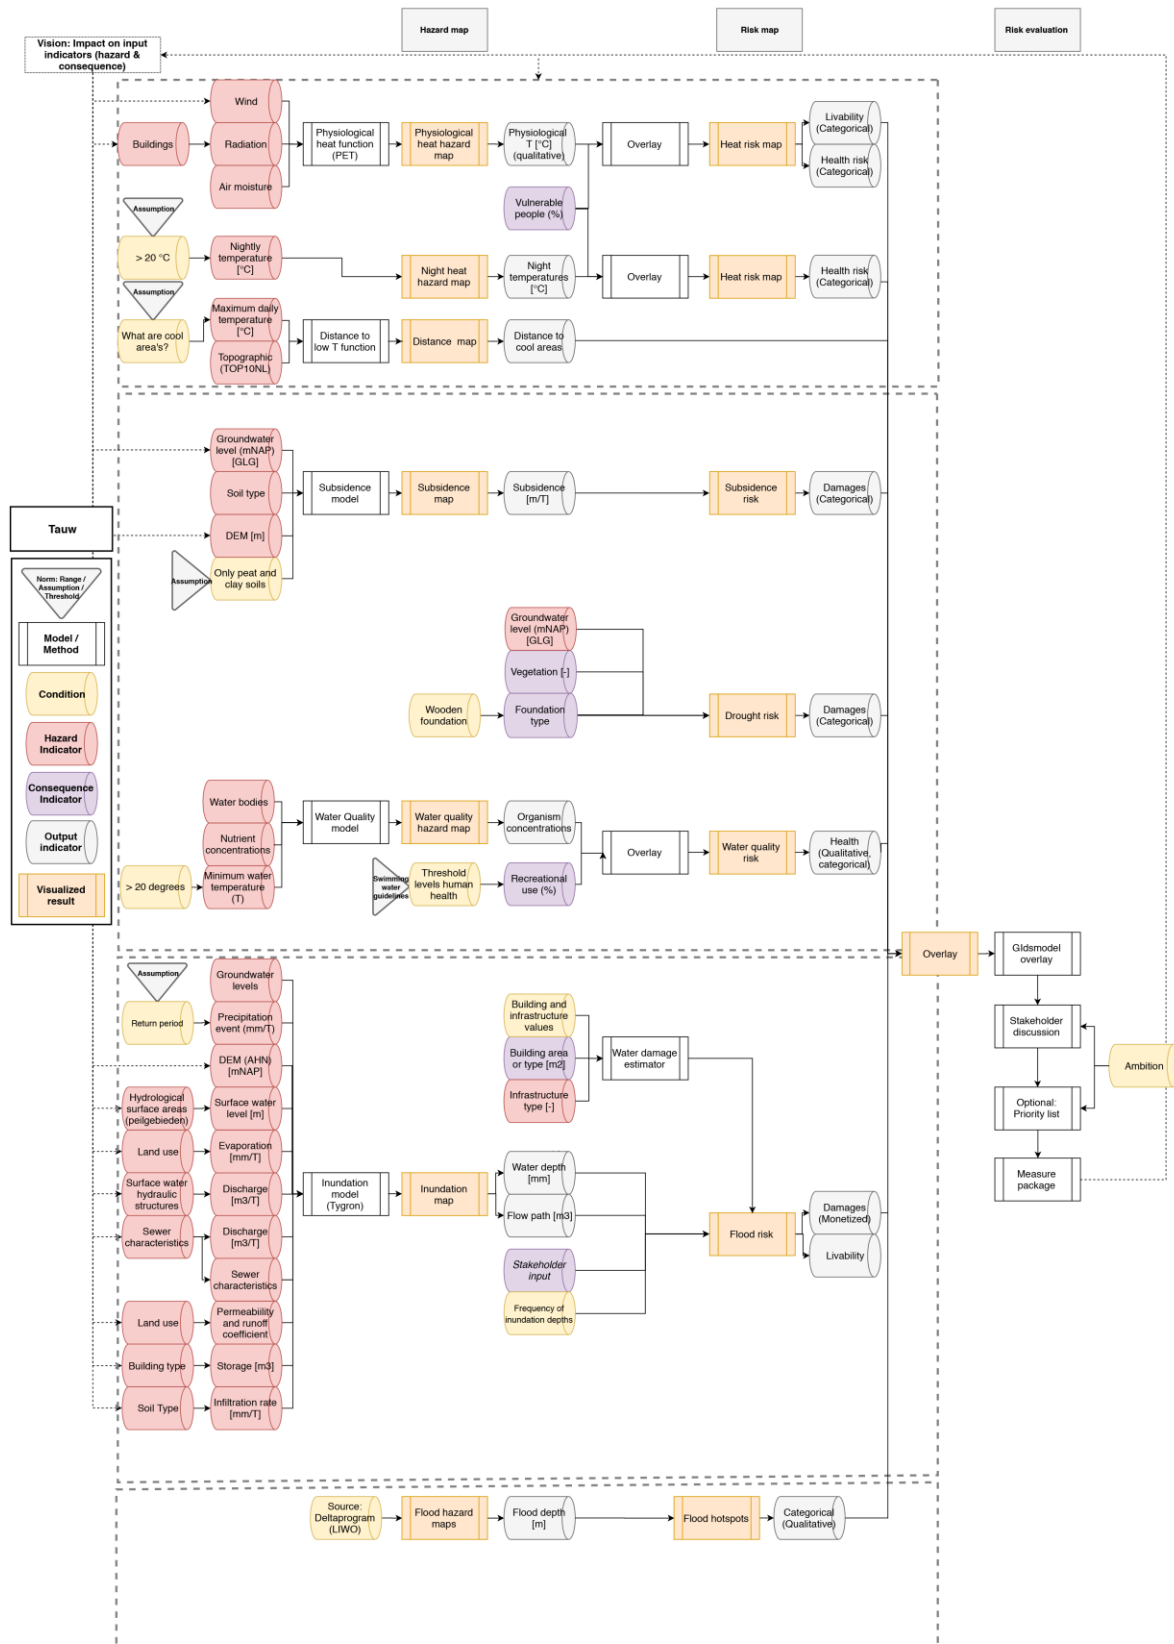 Hazard map
Risk map
Risk evaluation
Vision: Impact on input
indicators (hazard &
consequence)
Wind
Buildings
Radiation
Air moisture
Physiological
heat function
(PET)
Physiological
heat hazard
map
Physiological
T [°C]
(qualitative)
Overlay
Heat risk map
Livability
(Categorical)
Health risk
(Categorical)
Vulnerable
people (%)
Assumption
> 20 °C
Nightly
temperature
[°C]
Night heat
hazard map
Night
temperatures
[°C]
Overlay
Heat risk map
Health risk
(Categorical)
Assumption
What are cool
area's?
Maximum daily
temperature
[°C]
Topographic
(TOP10NL)
Distance to
low T function
Distance map
Distance to
cool areas
Groundwater
level (mNAP)
[GLG]
Soil type
DEM [m]
Assumption
Only peat and
clay soils
Subsidence
model
Subsidence
map
Subsidence
[m/T]
Subsidence
risk
Damages
(Categorical)
Tauw
Norm: Range /
Assumption /
Threshold
Model /
Method
Condition
Hazard
Indicator
Consequence
Indicator
Output
indicator
Visualized
result
Groundwater
level (mNAP)
[GLG]
Vegetation [-]
Wooden
foundation
Foundation
type
Drought risk
Damages
(Categorical)
Water bodies
Nutrient
concentrations
> 20 degrees
Minimum water
temperature
(T)
Water Quality
model
Water quality
hazard map
Organism
concentrations
Swimming
water
guidelines
Threshold
levels human
health
Recreational
use (%)
Overlay
Water quality
risk
Health
(Qualitative,
categorical)
Overlay
GIdsmodel
overlay
Stakeholder
discussion
Ambition
Optional:
Priority list
Measure
package
Assumption
Return period
Groundwater
levels
Precipitation
event (mm/T)
DEM (AHN)
[mNAP]
Hydrological
surface areas
(peilgebieden)
Surface water
level [m]
Land use
Evaporation
[mm/T]
Surface water
hydraulic
structures
Discharge
[m3/T]
Sewer
characteristics
Discharge
[m3/T]
Sewer
characteristics
Land use
Permeabiility
and runoff
coefficient
Building type
Storage [m3]
Soil Type
Infiltration rate
[mm/T]
Inundation
model
(Tygron)
Inundation
map
Building and
infrastructure
values
Building area
or type [m2]
Infrastructure
type [-]
Water damage
estimator
Water depth
[mm]
Flow path [m3]
Stakeholder
input
Frequency of
inundation depths
Flood risk
Damages
(Monetized)
Livability
Source:
Deltaprogram
(LIWO)
Flood hazard
maps
Flood depth
[m]
Flood hotspots
Categorical
(Qualitative)